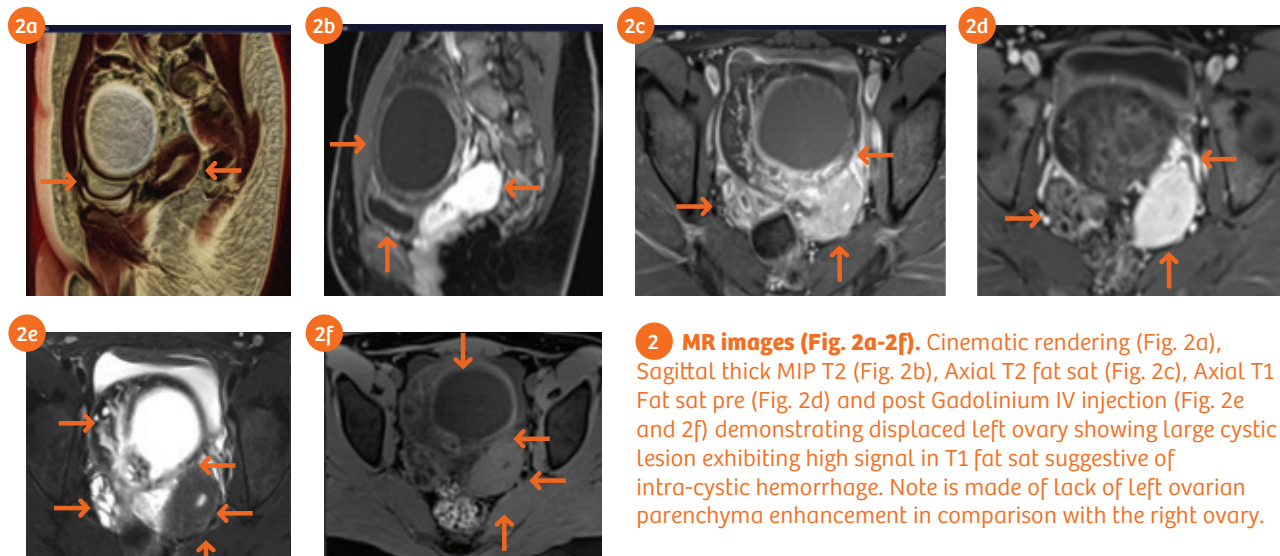 2a
2b
2c
2d
2e
2f
2 MR images (Fig. 2a-2f). Cinematic rendering (Fig. 2a),
Sagittal thick MIP T2 (Fig. 2b), Axial T2 fat sat (Fig. 2c), Axial T1
Fat sat pre (Fig. 2d) and post Gadolinium IV injection (Fig. 2e
and 2f) demonstrating displaced left ovary showing large cystic
lesion exhibiting high signal in T1 fat sat suggestive of
intra-cystic hemorrhage. Note is made of lack of left ovarian
parenchyma enhancement in comparison with the right ovary.